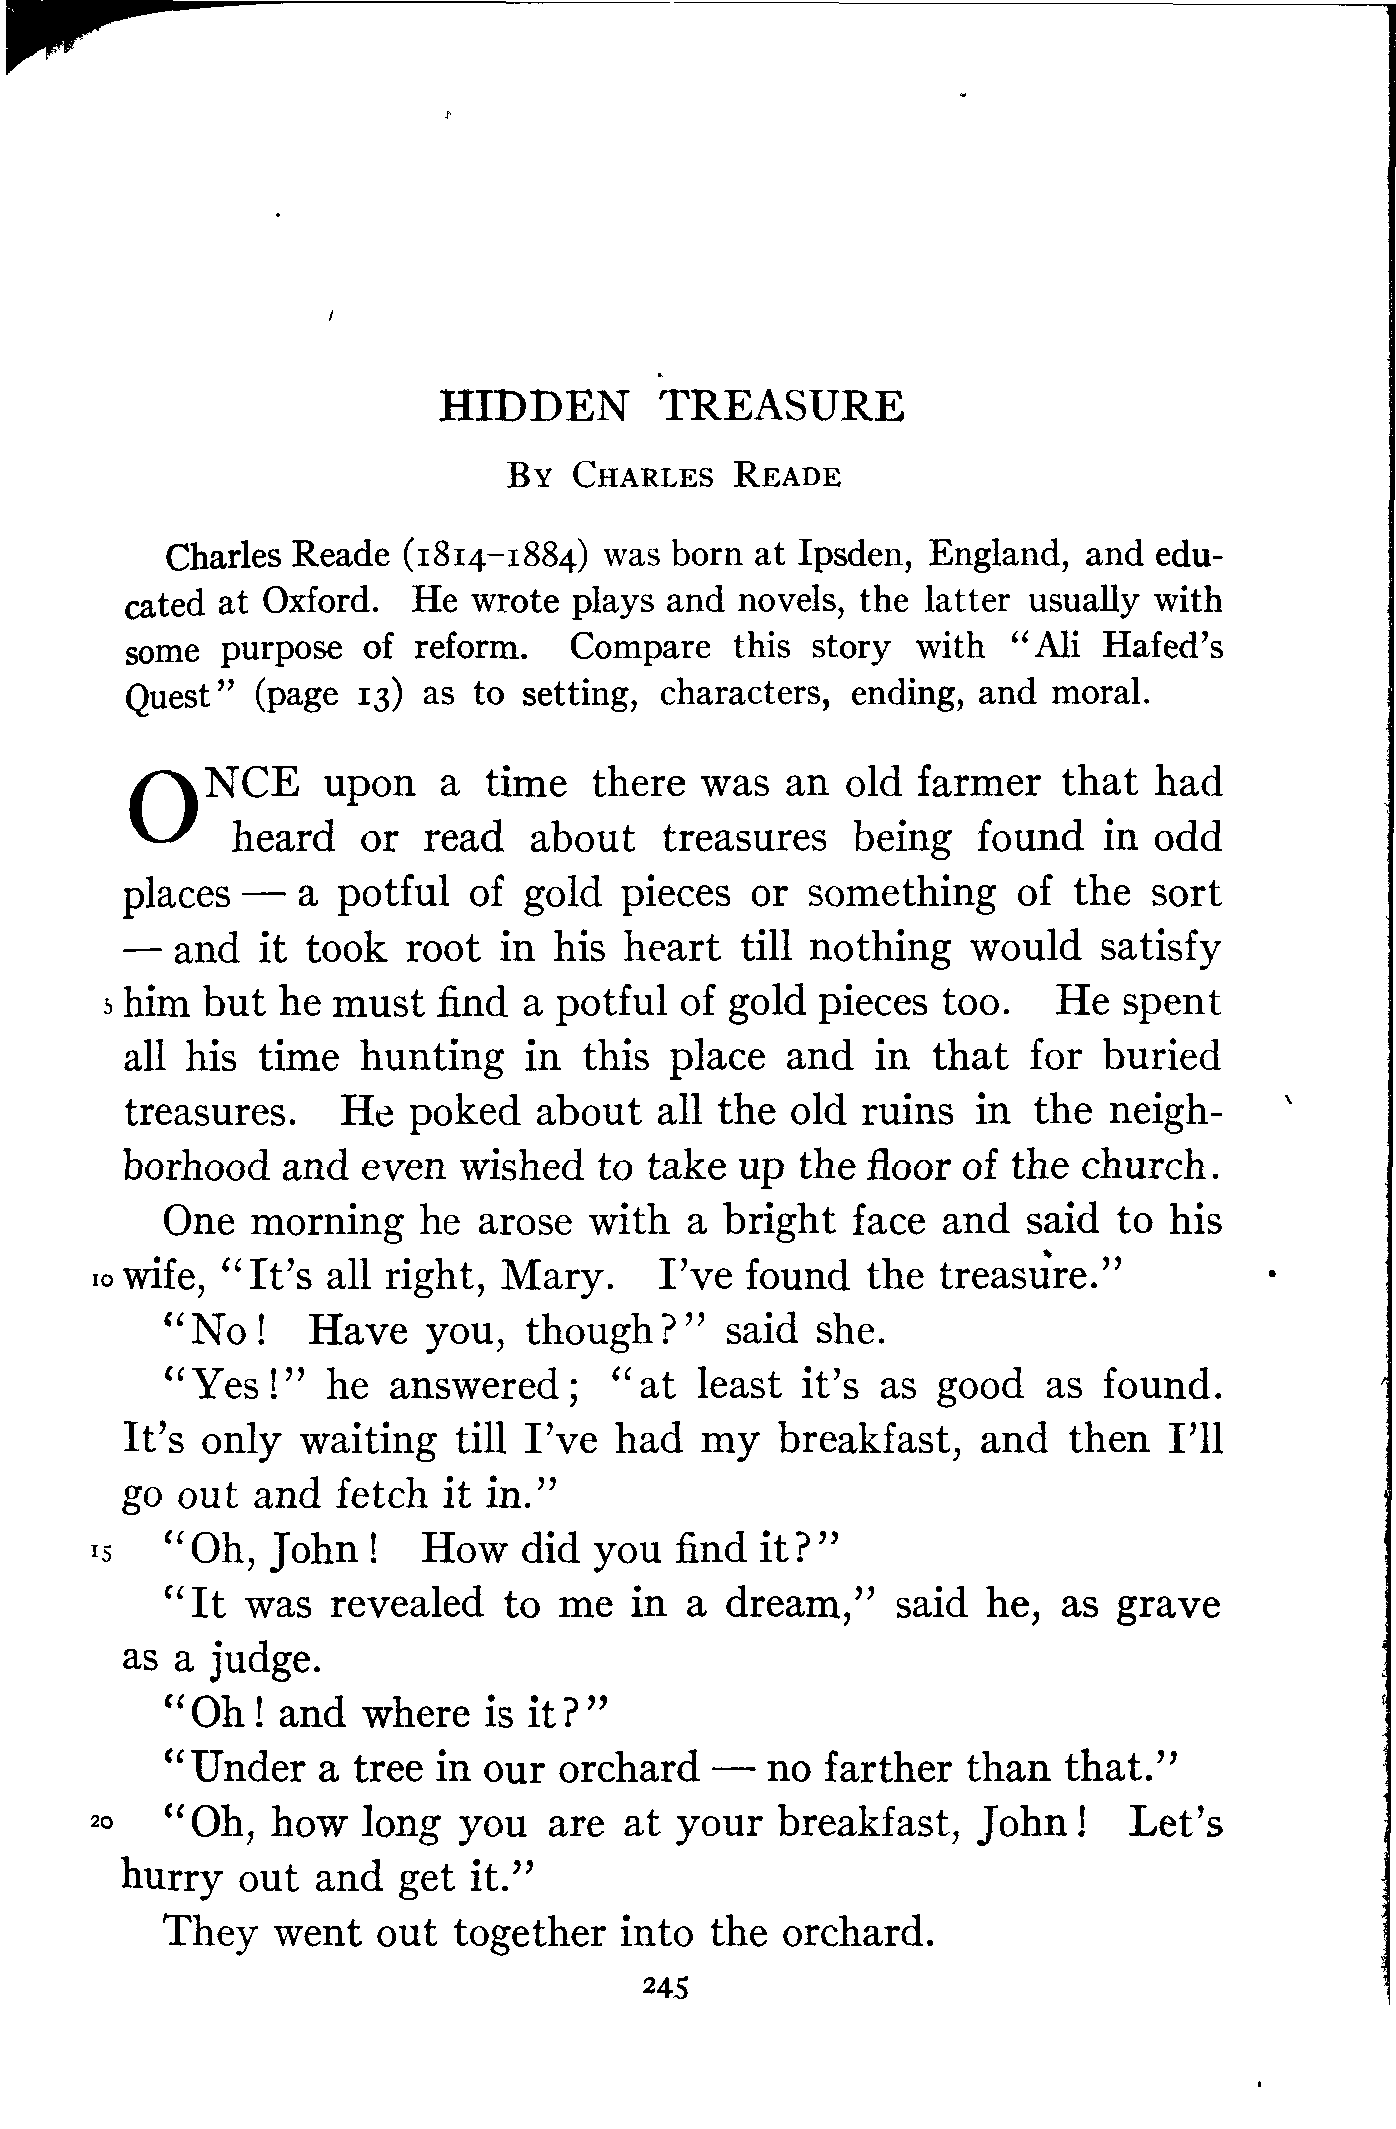 HIDDEN TREASURE
BY CHARLES READE
Charles Reade (1814–1884) was born at Ipsden, England, and edu-
cated at Oxford. He wrote plays and novels, the latter usually with
some purpose of reform. Compare this story with "Ali Hafed's
Quest" (page 13) as to setting, characters, ending, and moral.
ONCE upon a time there was an old farmer that had
heard or read about treasures being found in odd
places — a potful of gold pieces or something of the sort
— and it took root in his heart till nothing would satisfy
5 him but he must find a potful of gold pieces too. He spent
all his time hunting in this place and in that for buried
treasures. He poked about all the old ruins in the neigh-
borhood and even wished to take up the floor of the church.
One morning he arose with a bright face and said to his
10 wife, "It's all right, Mary. I've found the treasure."
"No! Have you, though?" said she.
"Yes!" he answered; "at least it's as good as found.
It's only waiting till I've had my breakfast, and then I'll
go out and fetch it in."
15 "Oh, John! How did you find it?"
"It was revealed to me in a dream," said he, as grave
as a judge.
"Oh! and where is it?"
"Under a tree in our orchard — no farther than that."
20 "Oh, how long you are at your breakfast, John! Let's
hurry out and get it."
They went out together into the orchard.
245